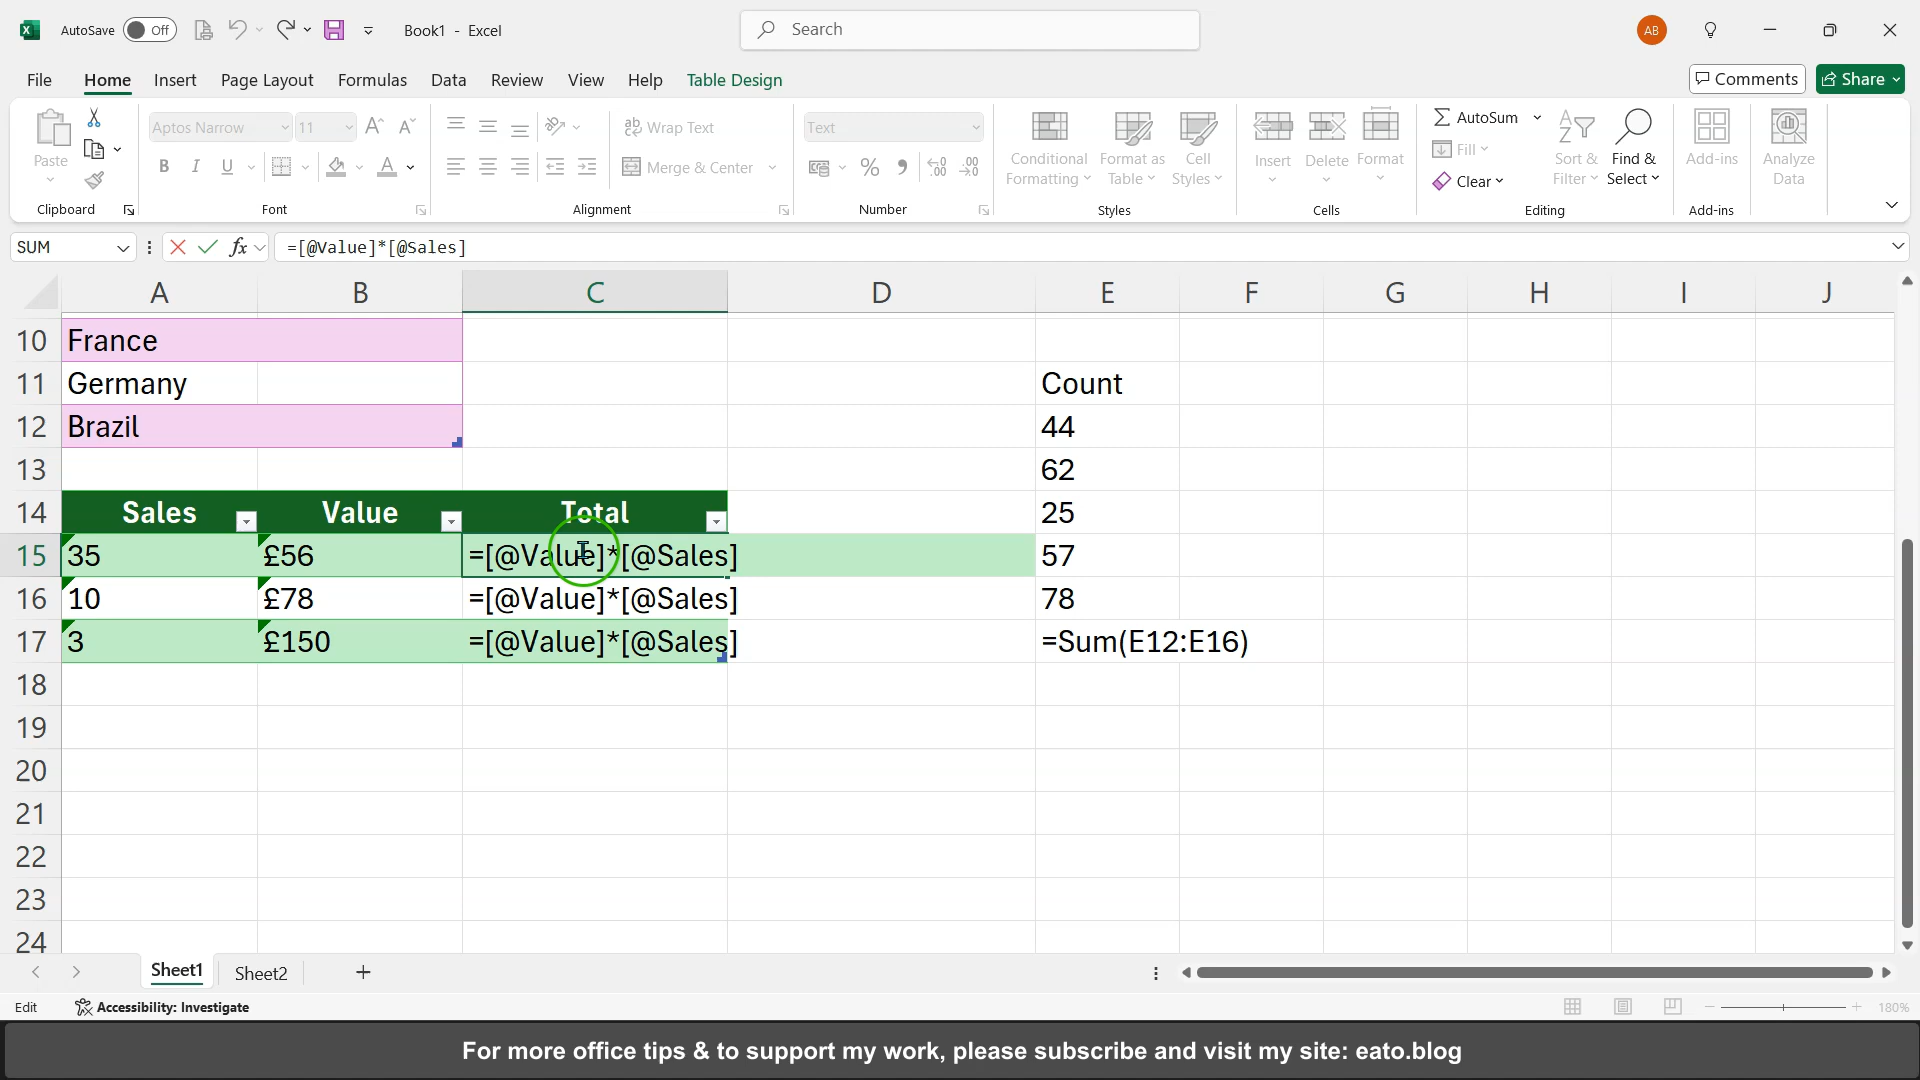 AutoSave Off Book1 - Excel Search AB
File Home Insert Page Layout Formulas Data Review View Help Table Design Comments Share
Paste Aptos Narrow 11 Wrap Text Text Conditional Formatting Format as Table Cell Styles Insert Delete Format AutoSum Fill Clear Sort & Filter Find & Select Add-ins Analyze Data
B I U Merge & Center
Clipboard Font Alignment Number Styles Cells Editing Add-ins
SUM fx =[@Value]*[@Sales]
A B C D E F G H I J
10 France
11 Germany Count
12 Brazil 44
13 62
14 Sales Value Total 25
15 35 £56 =[@Value]*[@Sales] 57
16 10 £78 =[@Value]*[@Sales] 78
17 3 £150 =[@Value]*[@Sales] =Sum(E12:E16)
18
19
20
21
22
23
24
Sheet1 Sheet2
Edit Accessibility: Investigate 180%
For more office tips & to support my work, please subscribe and visit my site: eato.blog